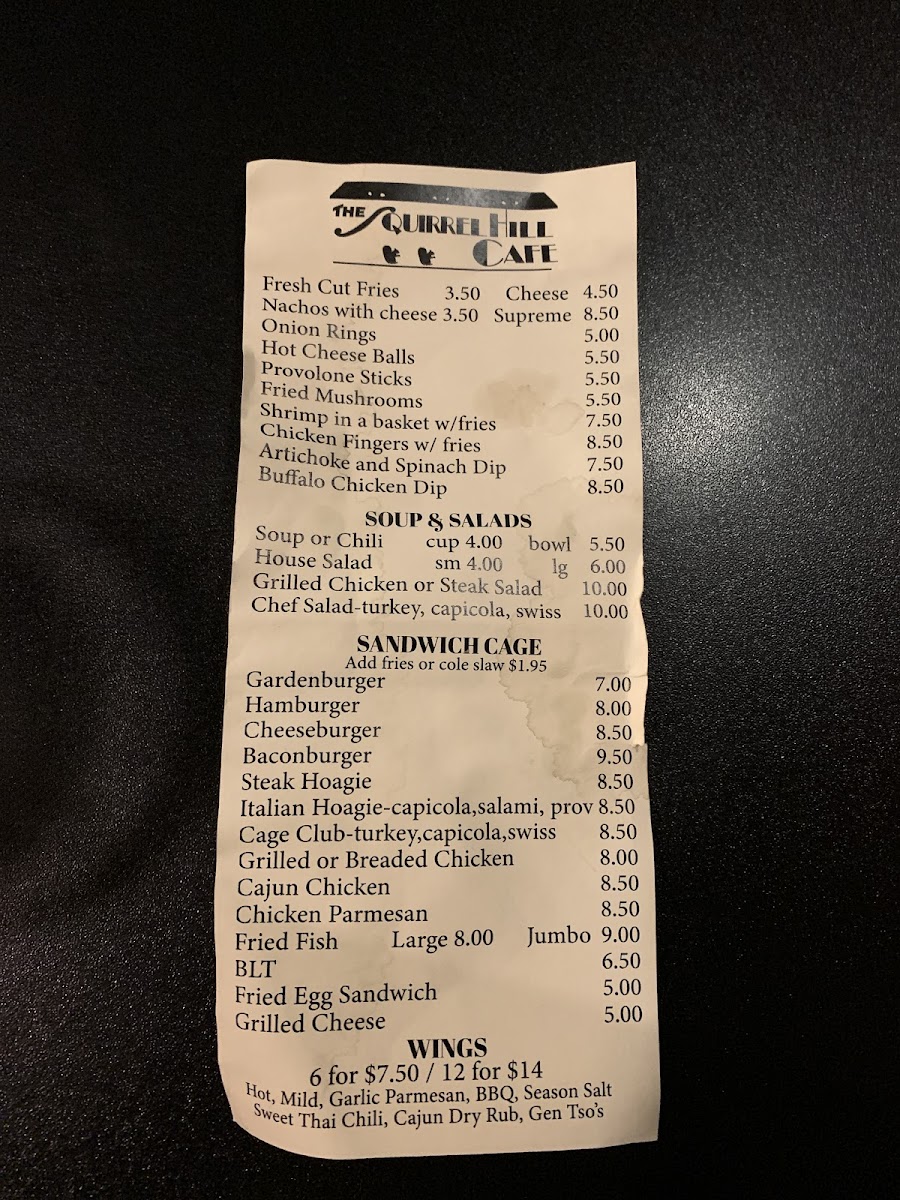 THE SQUIRREL HILL
CAFE
Fresh Cut Fries 3.50 Cheese 4.50
Nachos with cheese 3.50 Supreme 8.50
Onion Rings 5.00
Hot Cheese Balls 5.50
Provolone Sticks 5.50
Fried Mushrooms 5.50
Shrimp in a basket w/fries 7.50
Chicken Fingers w/ fries 8.50
Artichoke and Spinach Dip 7.50
Buffalo Chicken Dip 8.50
SOUP & SALADS
Soup or Chili cup 4.00 bowl 5.50
House Salad sm 4.00 lg 6.00
Grilled Chicken or Steak Salad 10.00
Chef Salad-turkey, capicola, swiss 10.00
SANDWICH CAGE
Add fries or cole slaw $1.95
Gardenburger 7.00
Hamburger 8.00
Cheeseburger 8.50
Baconburger 9.50
Steak Hoagie 8.50
Italian Hoagie-capicola,salami, prov 8.50
Cage Club-turkey,capicola,swiss 8.50
Grilled or Breaded Chicken 8.00
Cajun Chicken 8.50
Chicken Parmesan 8.50
Fried Fish Large 8.00 Jumbo 9.00
BLT 6.50
Fried Egg Sandwich 5.00
Grilled Cheese 5.00
WINGS
6 for $7.50 / 12 for $14
Hot, Mild, Garlic Parmesan, BBQ, Season Salt
Sweet Thai Chili, Cajun Dry Rub, Gen Tso's